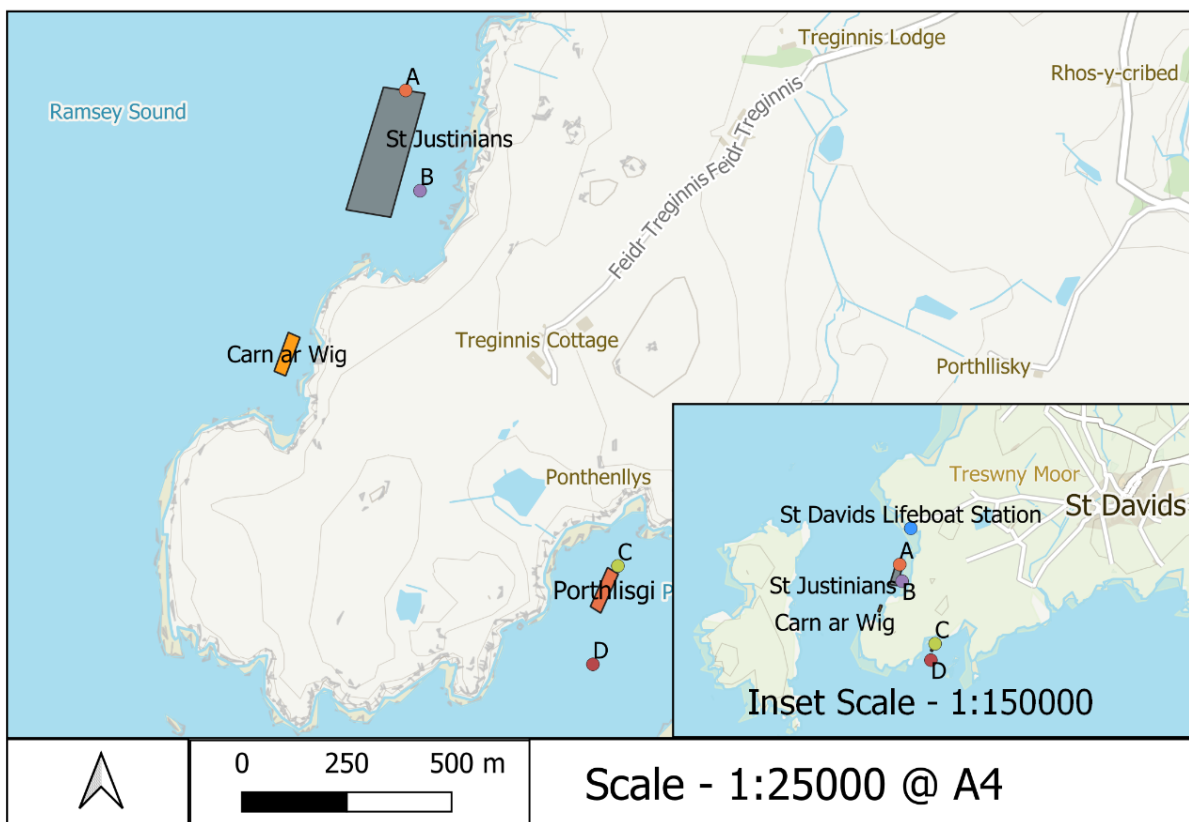 Treginnis Lodge
Rhos-y-cribed
Ramsey Sound
A
St Justinians
B
Feidr Treginnis
Feidr Treginnis
Carn ar Wig
Treginnis Cottage
Porthllisky
Ponthenllys
C
Porthlisgi P
D
Treswny Moor
St Davids
St Davids Lifeboat Station
A
St Justinians
B
Carn ar Wig
C
D
Inset Scale - 1:150000
0 250 500 m
Scale - 1:25000 @ A4